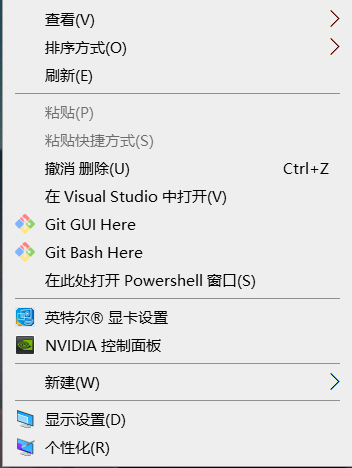 查看(V)
排序方式(O)
刷新(E)
粘贴(P)
粘贴快捷方式(S)
撤消 删除(U) Ctrl+Z
在 Visual Studio 中打开(V)
Git GUI Here
Git Bash Here
在此处打开 Powershell 窗口(S)
英特尔® 显卡设置
NVIDIA 控制面板
新建(W)
显示设置(D)
个性化(R)